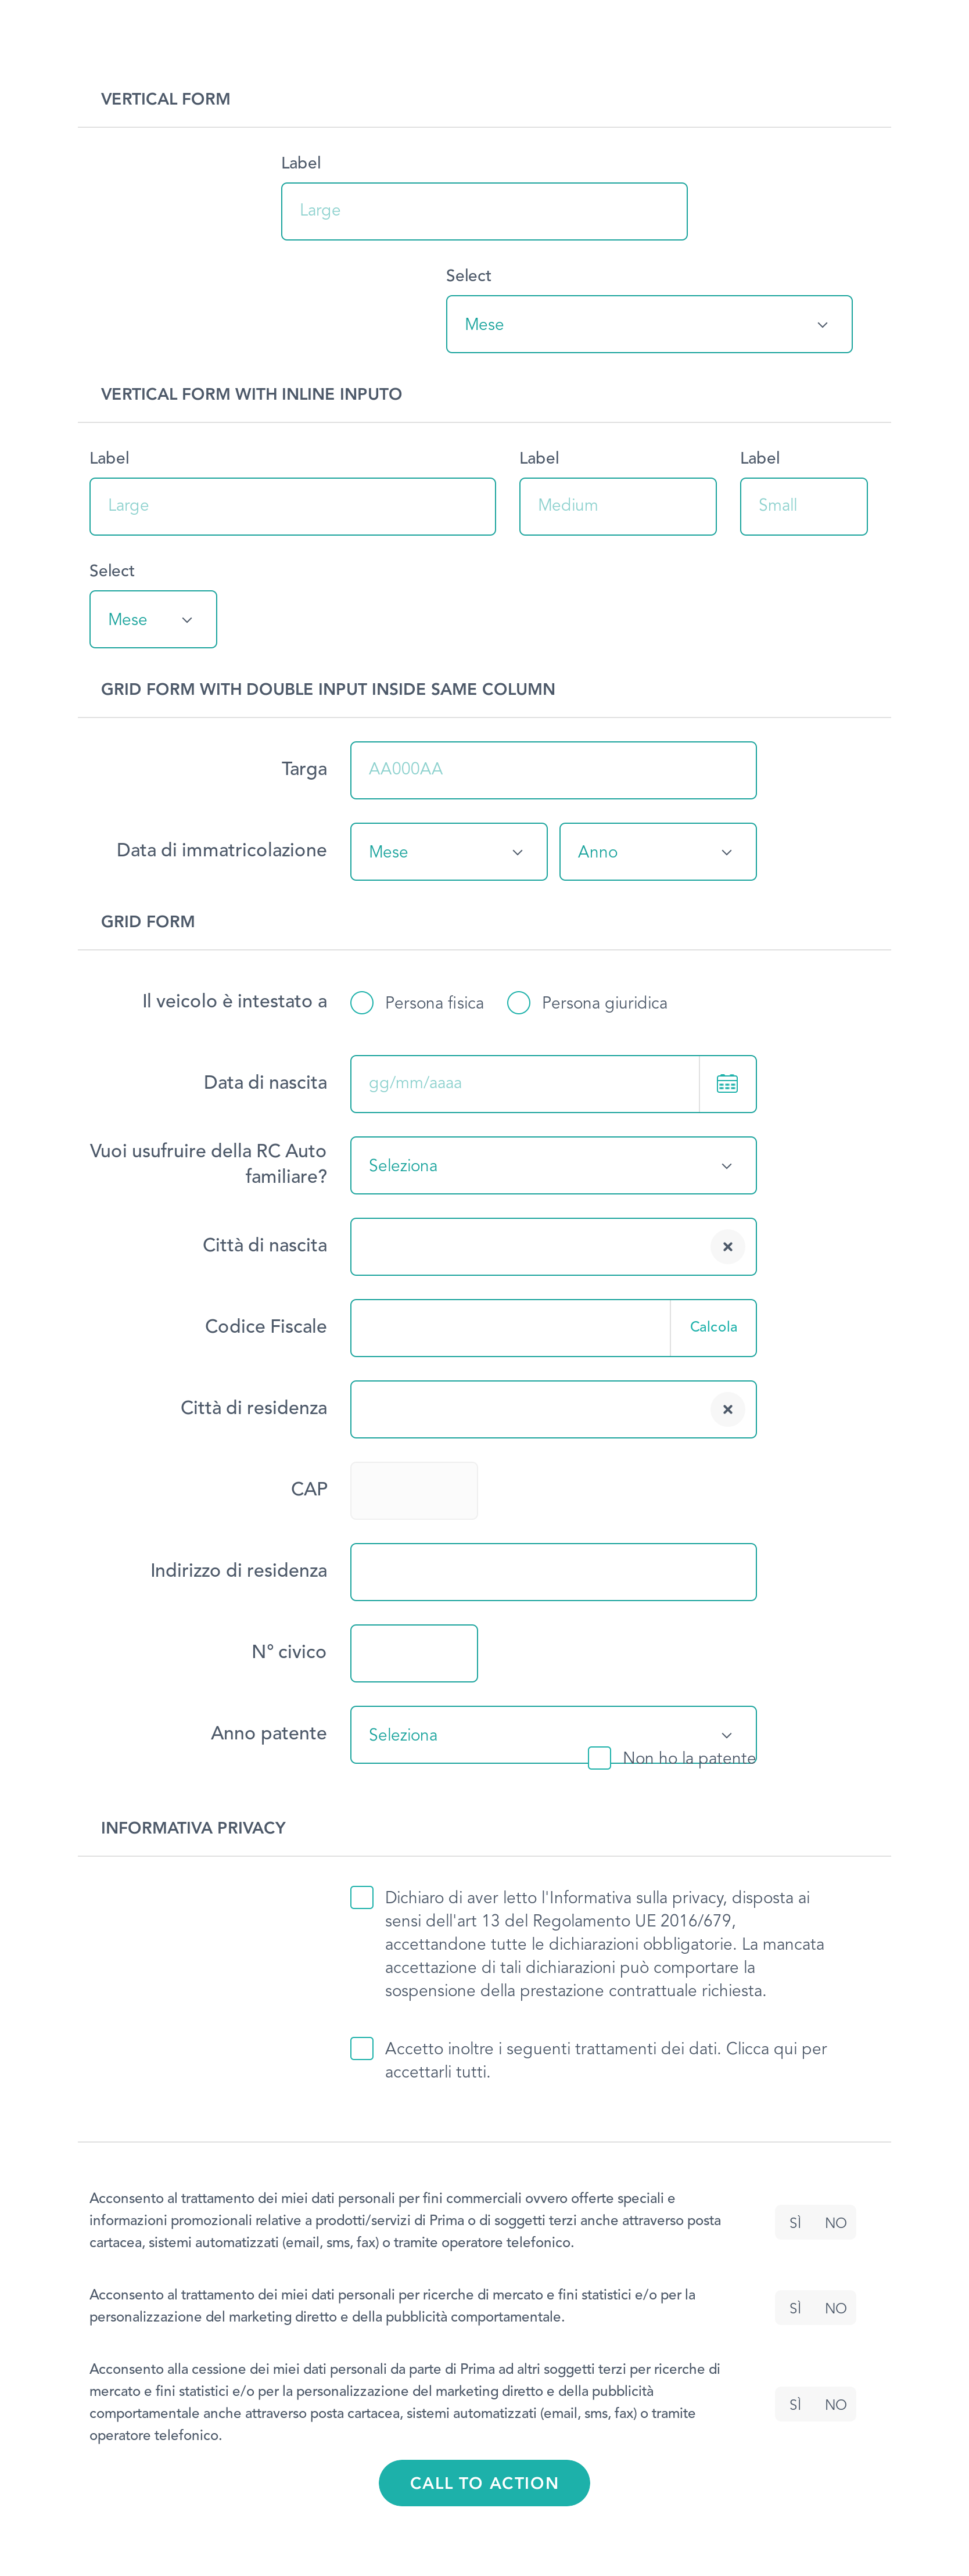 VERTICAL FORM
Label
Large
Select
Mese
VERTICAL FORM WITH INLINE INPUTO
Label Label Label
Large Medium Small
Select
Mese
GRID FORM WITH DOUBLE INPUT INSIDE SAME COLUMN
Targa AA000AA
Data di immatricolazione Mese Anno
GRID FORM
Il veicolo è intestato a Persona fisica Persona giuridica
Data di nascita gg/mm/aaaa
Vuoi usufruire della RC Auto
familiare?
Seleziona
Città di nascita
Codice Fiscale Calcola
Città di residenza
CAP
Indirizzo di residenza
N° civico
Anno patente Seleziona
Non ho la patente
INFORMATIVA PRIVACY
Dichiaro di aver letto l'Informativa sulla privacy, disposta ai
sensi dell'art 13 del Regolamento UE 2016/679,
accettandone tutte le dichiarazioni obbligatorie. La mancata
accettazione di tali dichiarazioni può comportare la
sospensione della prestazione contrattuale richiesta.
Accetto inoltre i seguenti trattamenti dei dati. Clicca qui per
accettarli tutti.
Acconsento al trattamento dei miei dati personali per fini commerciali ovvero offerte speciali e
informazioni promozionali relative a prodotti/servizi di Prima o di soggetti terzi anche attraverso posta
cartacea, sistemi automatizzati (email, sms, fax) o tramite operatore telefonico.
SÌ NO
Acconsento al trattamento dei miei dati personali per ricerche di mercato e fini statistici e/o per la
personalizzazione del marketing diretto e della pubblicità comportamentale.
SÌ NO
Acconsento alla cessione dei miei dati personali da parte di Prima ad altri soggetti terzi per ricerche di
mercato e fini statistici e/o per la personalizzazione del marketing diretto e della pubblicità
comportamentale anche attraverso posta cartacea, sistemi automatizzati (email, sms, fax) o tramite
operatore telefonico.
SÌ NO
CALL TO ACTION